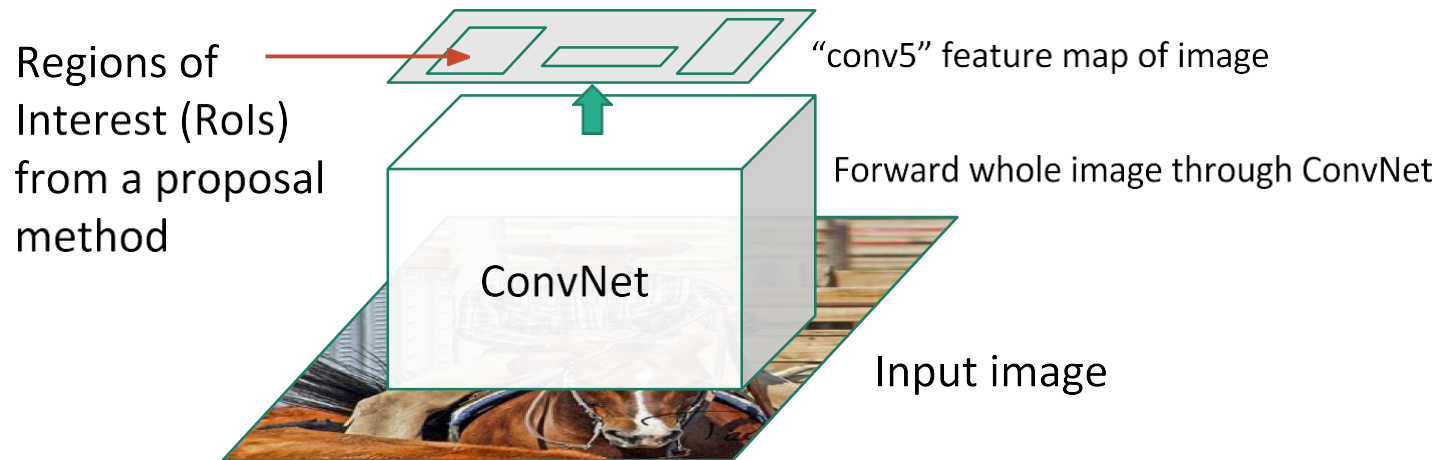 Regions of
Interest (RoIs)
from a proposal
method
“conv5” feature map of image
Forward whole image through ConvNet
ConvNet
Input image